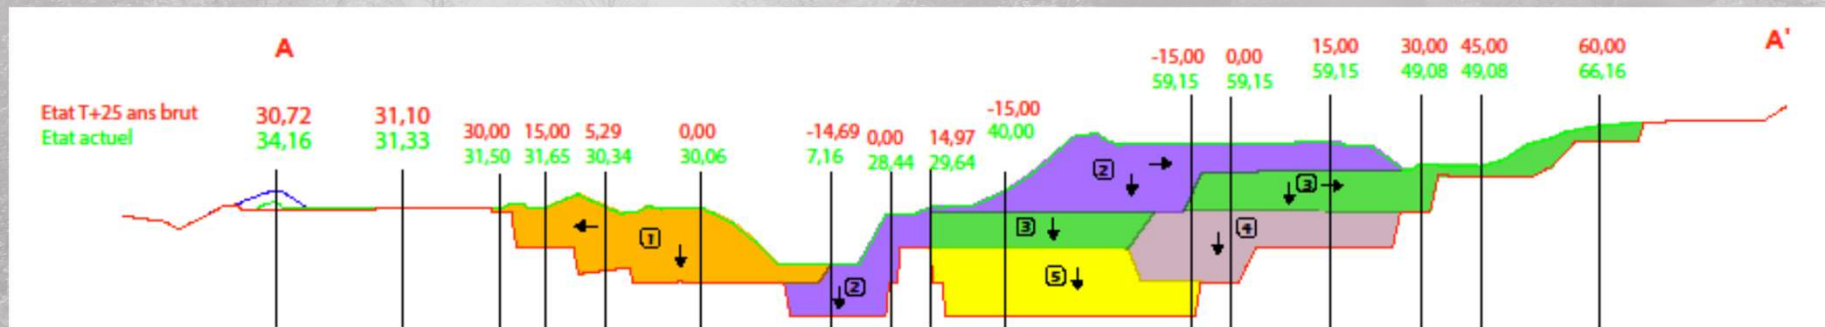 A
A'
Etat T+25 ans brut 30,72 31,10 30,00 15,00 5,29 0,00 -14,69 0,00 14,97 -15,00 -15,00 0,00 15,00 30,00 45,00 60,00
Etat actuel 34,16 31,33 31,50 31,65 30,34 30,06 7,16 28,44 29,64 40,00 59,15 59,15 59,15 49,08 49,08 66,16
2
3
1
3
4
5
2